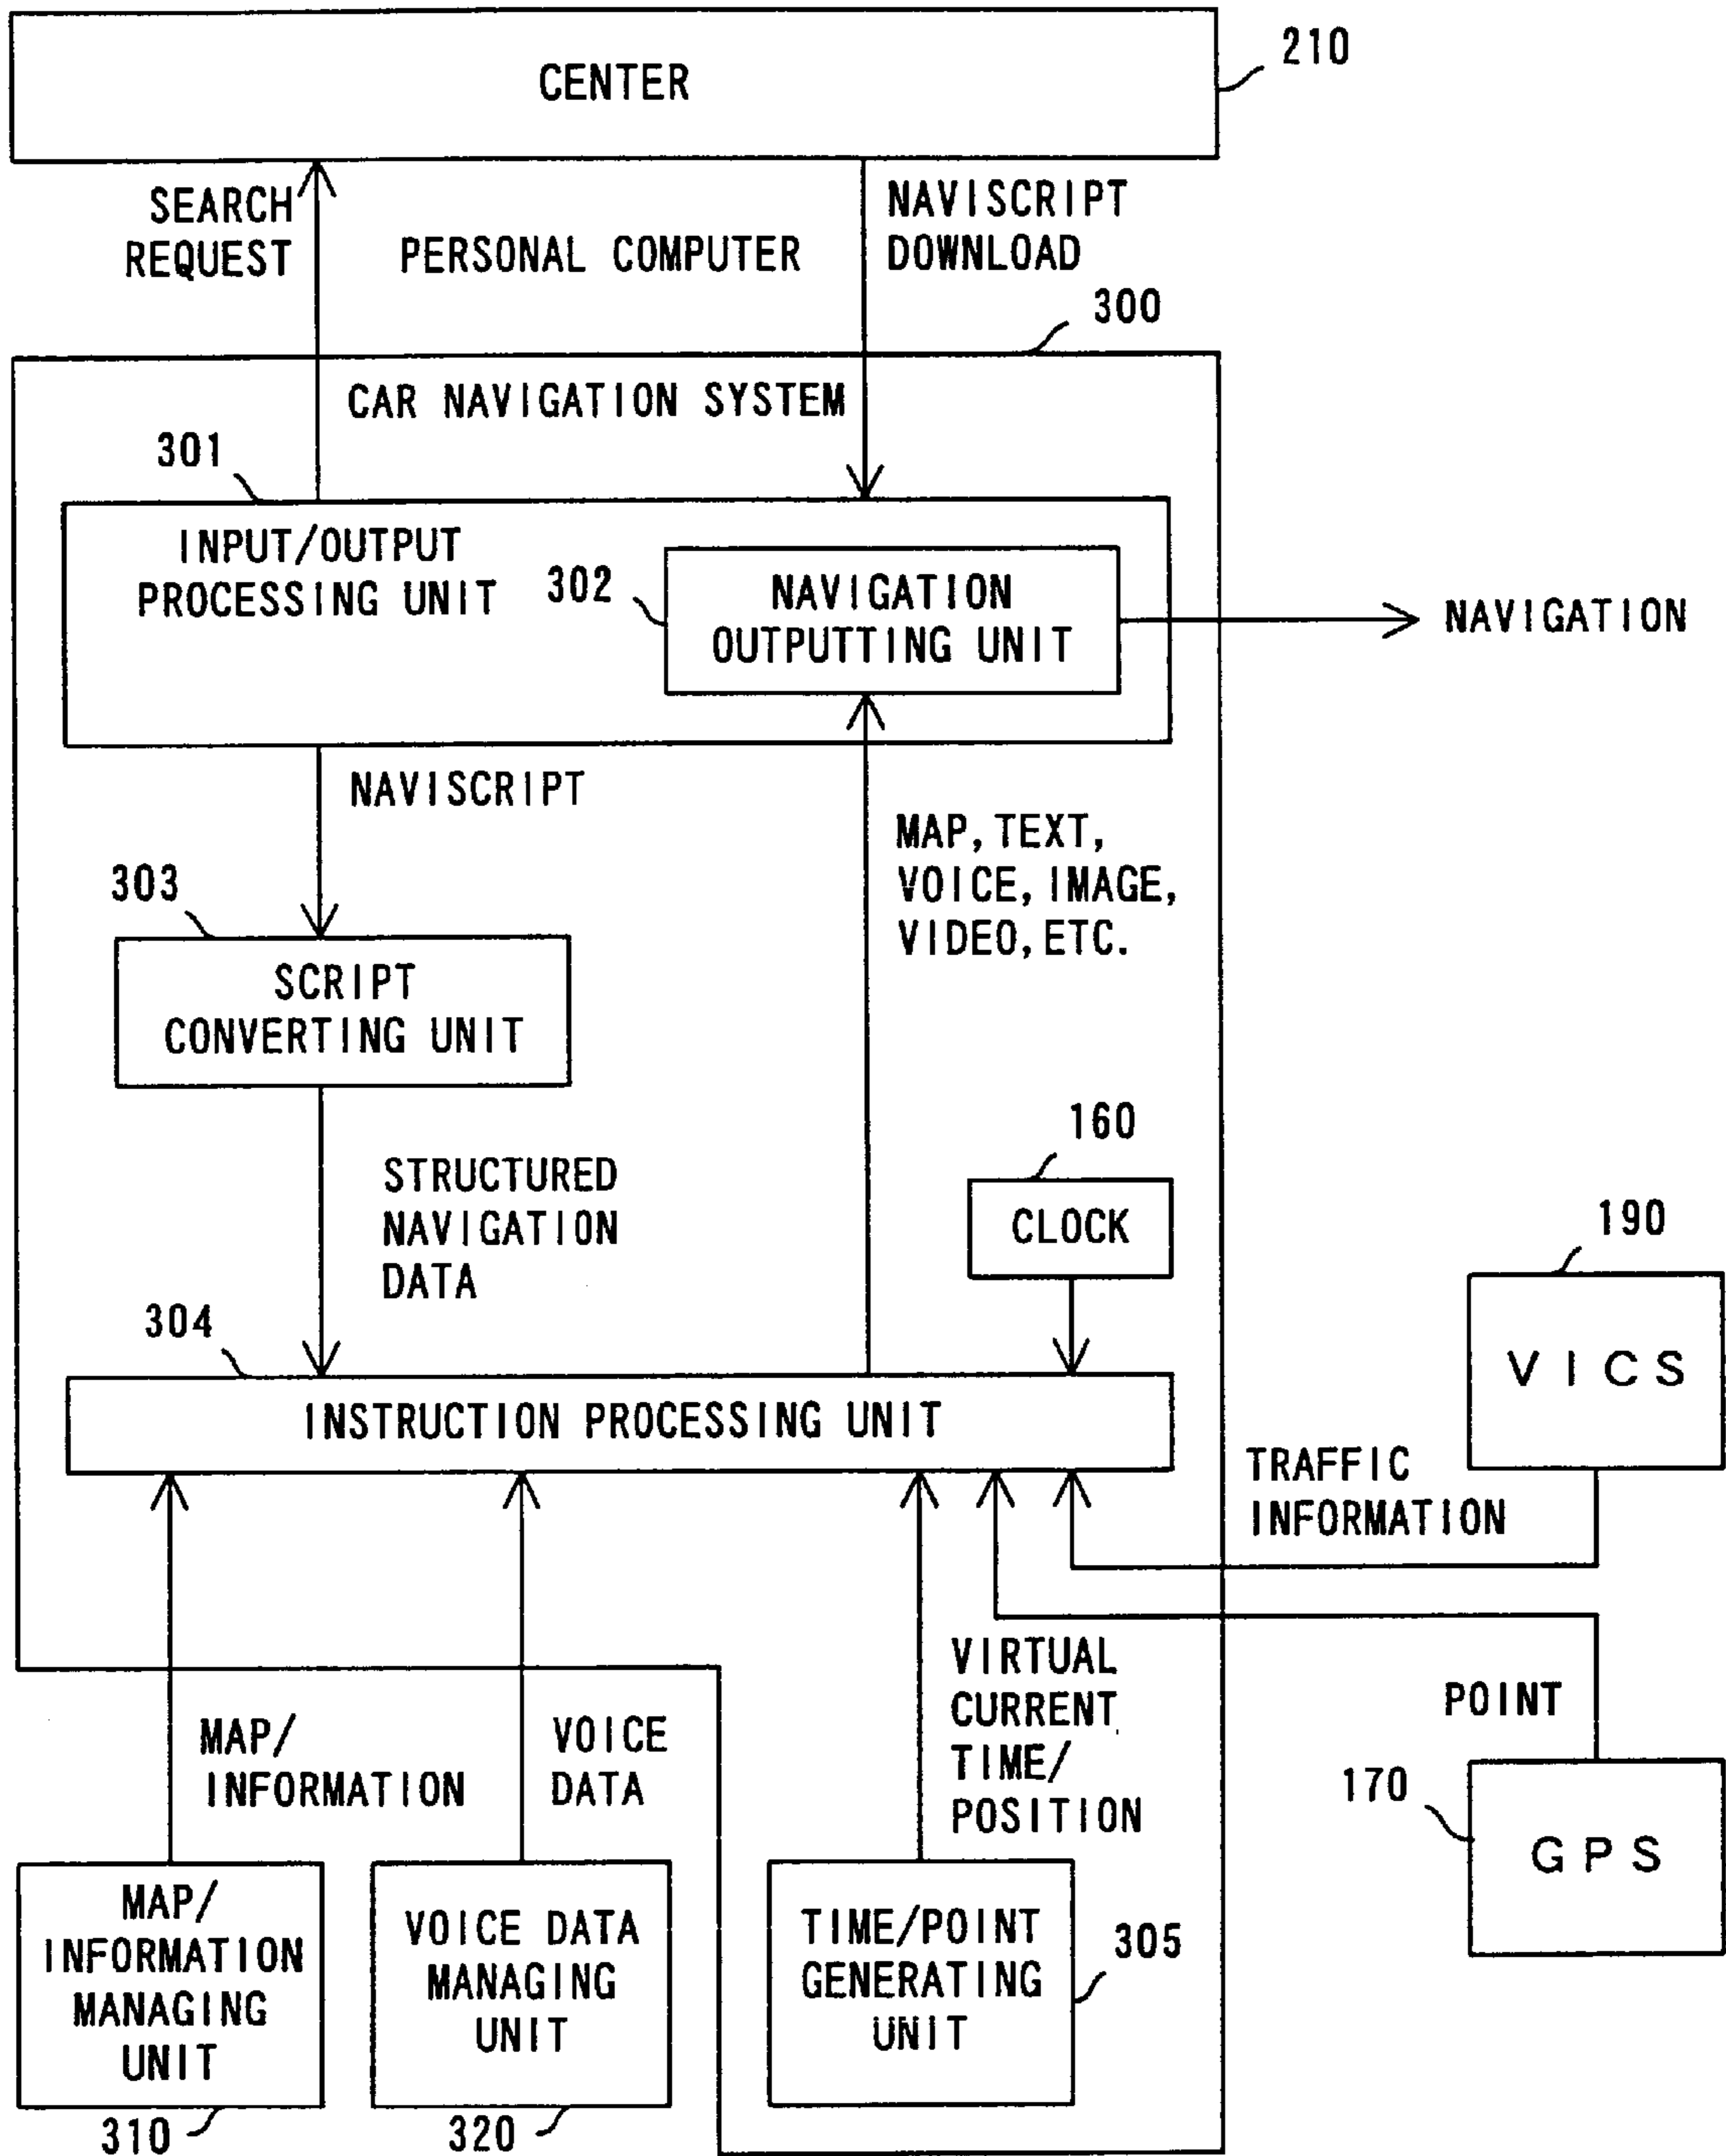 CENTER
210
SEARCH
REQUEST
PERSONAL COMPUTER
NAVISCRIPT
DOWNLOAD
300
CAR NAVIGATION SYSTEM
301
INPUT/OUTPUT
PROCESSING UNIT
302
NAVIGATION
OUTPUTTING UNIT
NAVIGATION
NAVISCRIPT
MAP, TEXT,
VOICE, IMAGE,
VIDEO, ETC.
303
SCRIPT
CONVERTING UNIT
STRUCTURED
NAVIGATION
DATA
160
CLOCK
190
VICS
304
INSTRUCTION PROCESSING UNIT
TRAFFIC
INFORMATION
MAP/
INFORMATION
VOICE
DATA
VIRTUAL
CURRENT
TIME/
POSITION
POINT
170
GPS
MAP/
INFORMATION
MANAGING
UNIT
310
VOICE DATA
MANAGING
UNIT
320
TIME/POINT
GENERATING
UNIT
305